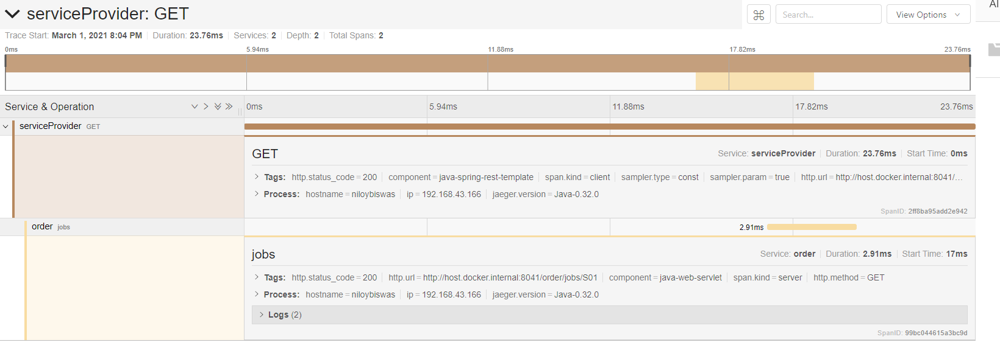 serviceProvider: GET
⌘ Search... View Options
AI
Trace Start: March 1, 2021 8:04 PM Duration: 23.76ms Services: 2 Depth: 2 Total Spans: 2
0ms 5.94ms 11.88ms 17.82ms 23.76ms
Service & Operation 0ms 5.94ms 11.88ms 17.82ms 23.76ms
serviceProvider GET
GET Service: serviceProvider Duration: 23.76ms Start Time: 0ms
Tags: http.status_code = 200 component = java-spring-rest-template span.kind = client sampler.type = const sampler.param = true http.url = http://host.docker.internal:8041/...
Process: hostname = niloybiswas ip = 192.168.43.166 jaeger.version = Java-0.32.0
SpanID: 2ff8ba95add2e942
order jobs 2.91ms
jobs Service: order Duration: 2.91ms Start Time: 17ms
Tags: http.status_code = 200 http.url = http://host.docker.internal:8041/order/jobs/S01 component = java-web-servlet span.kind = server http.method = GET
Process: hostname = niloybiswas ip = 192.168.43.166 jaeger.version = Java-0.32.0
Logs (2)
SpanID: 99bc044615a3bc9d